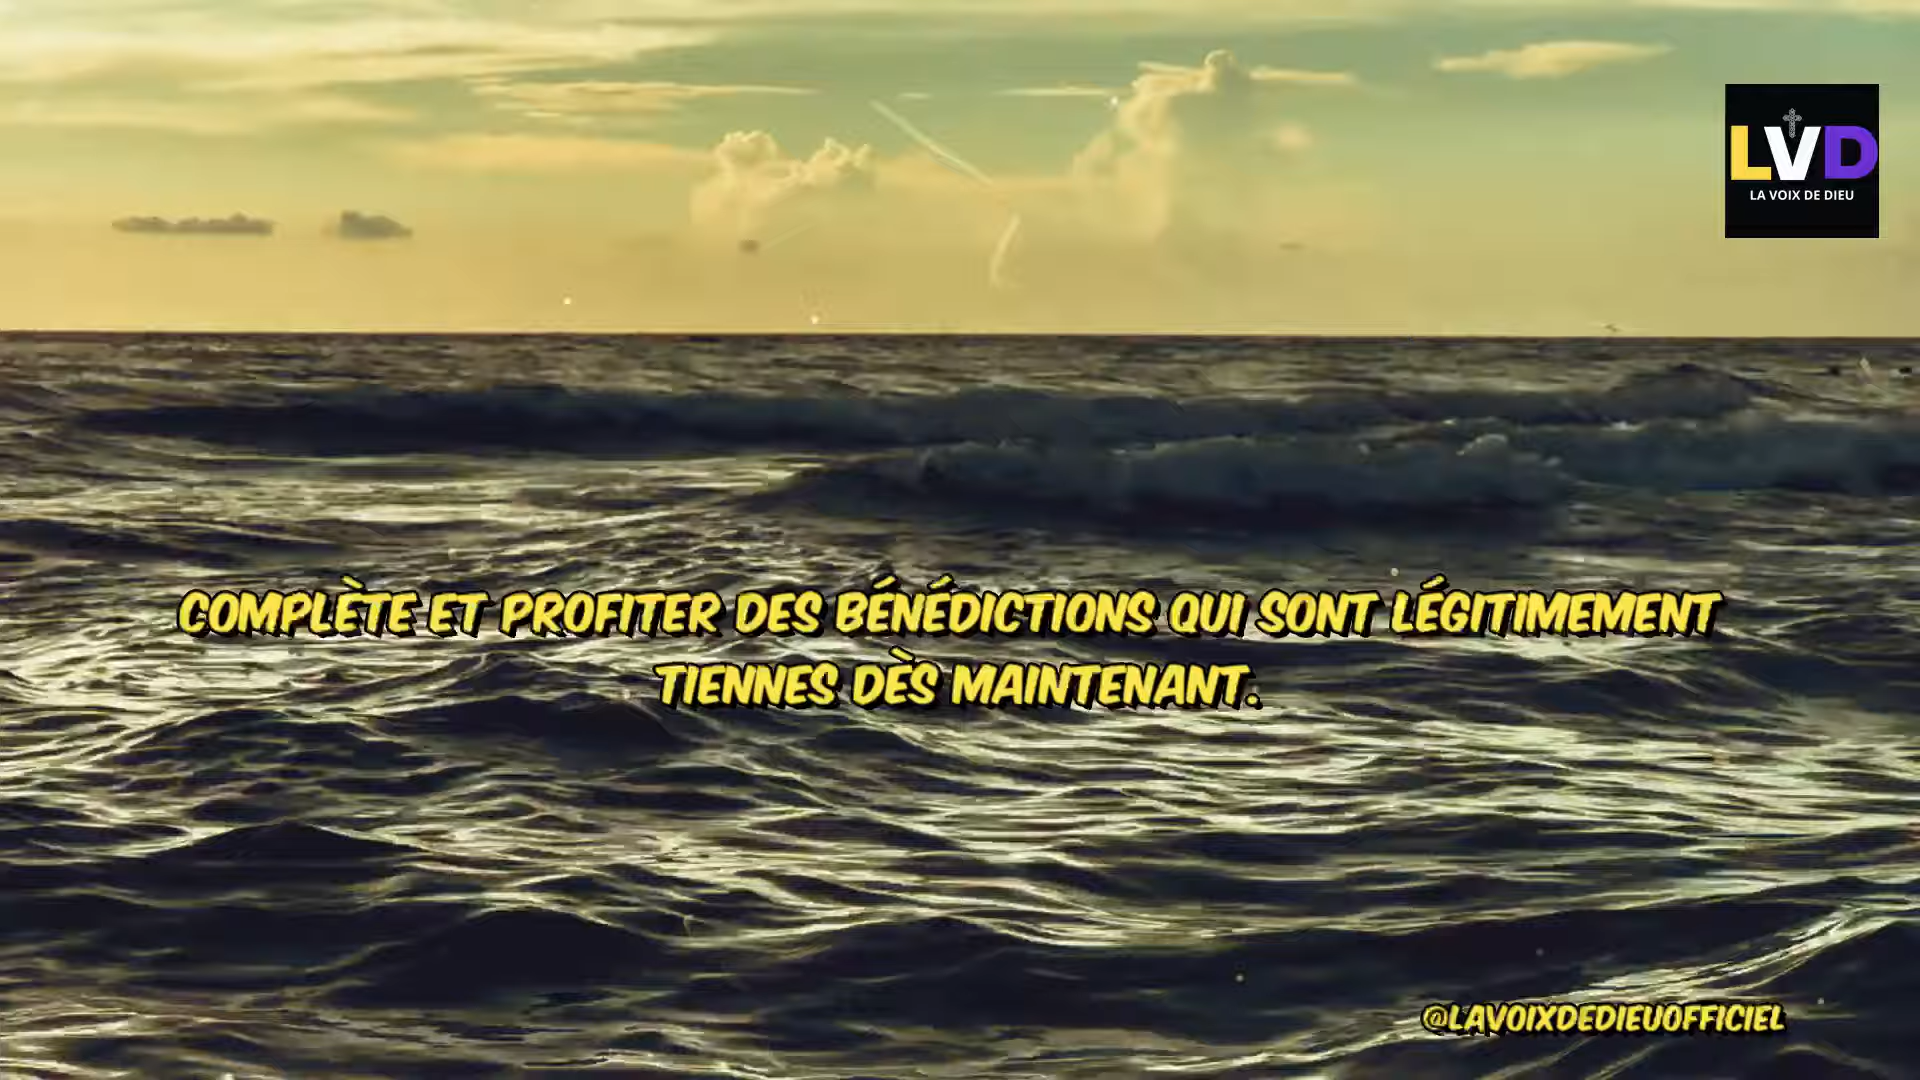 LVD
LA VOIX DE DIEU
COMPLÈTE ET PROFITER DES BÉNÉDICTIONS QUI SONT LÉGITIMEMENT
TIENNES DÈS MAINTENANT.
@LAVOIXDEDIEUOFFICIEL